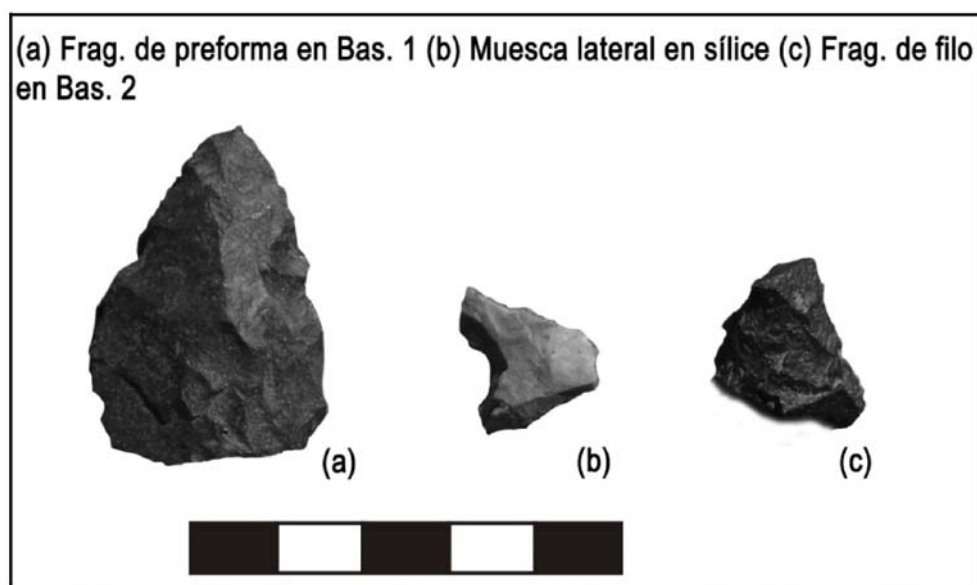 (a) Frag. de preforma en Bas. 1 (b) Muesca lateral en sílice (c) Frag. de filo
en Bas. 2
(a) (b) (c)